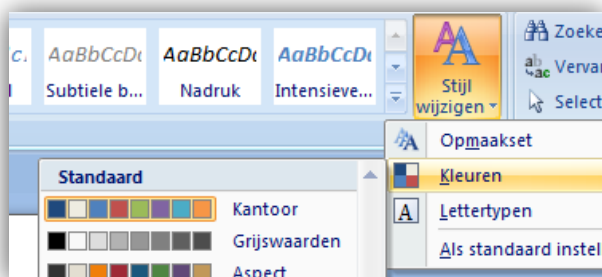 AaBbCcDc AaBbCcDc AaBbCcDc
Subtiele b... Nadruk Intensieve...
Stijl
wijzigen
Zoeke
Vervar
Select
Opmaakset
Kleuren
Lettertypen
Als standaard instel
Standaard
Kantoor
Grijswaarden
Aspect